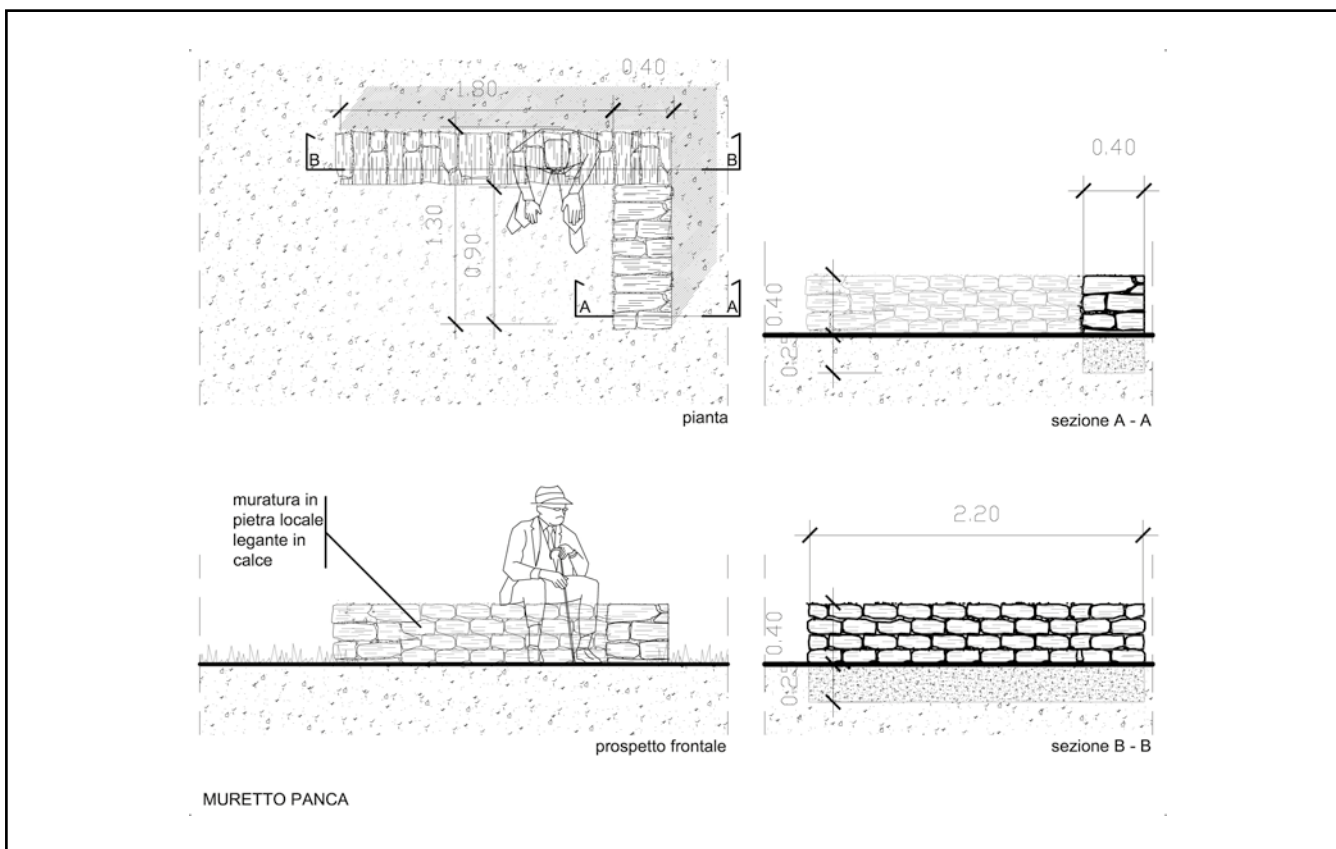 0.40
1.80
B
B
1.30
0.90
A
A
pianta
0.40
0.40
0.25
sezione A - A
muratura in
pietra locale
legante in
calce
prospetto frontale
2.20
0.40
0.25
sezione B - B
MURETTO PANCA